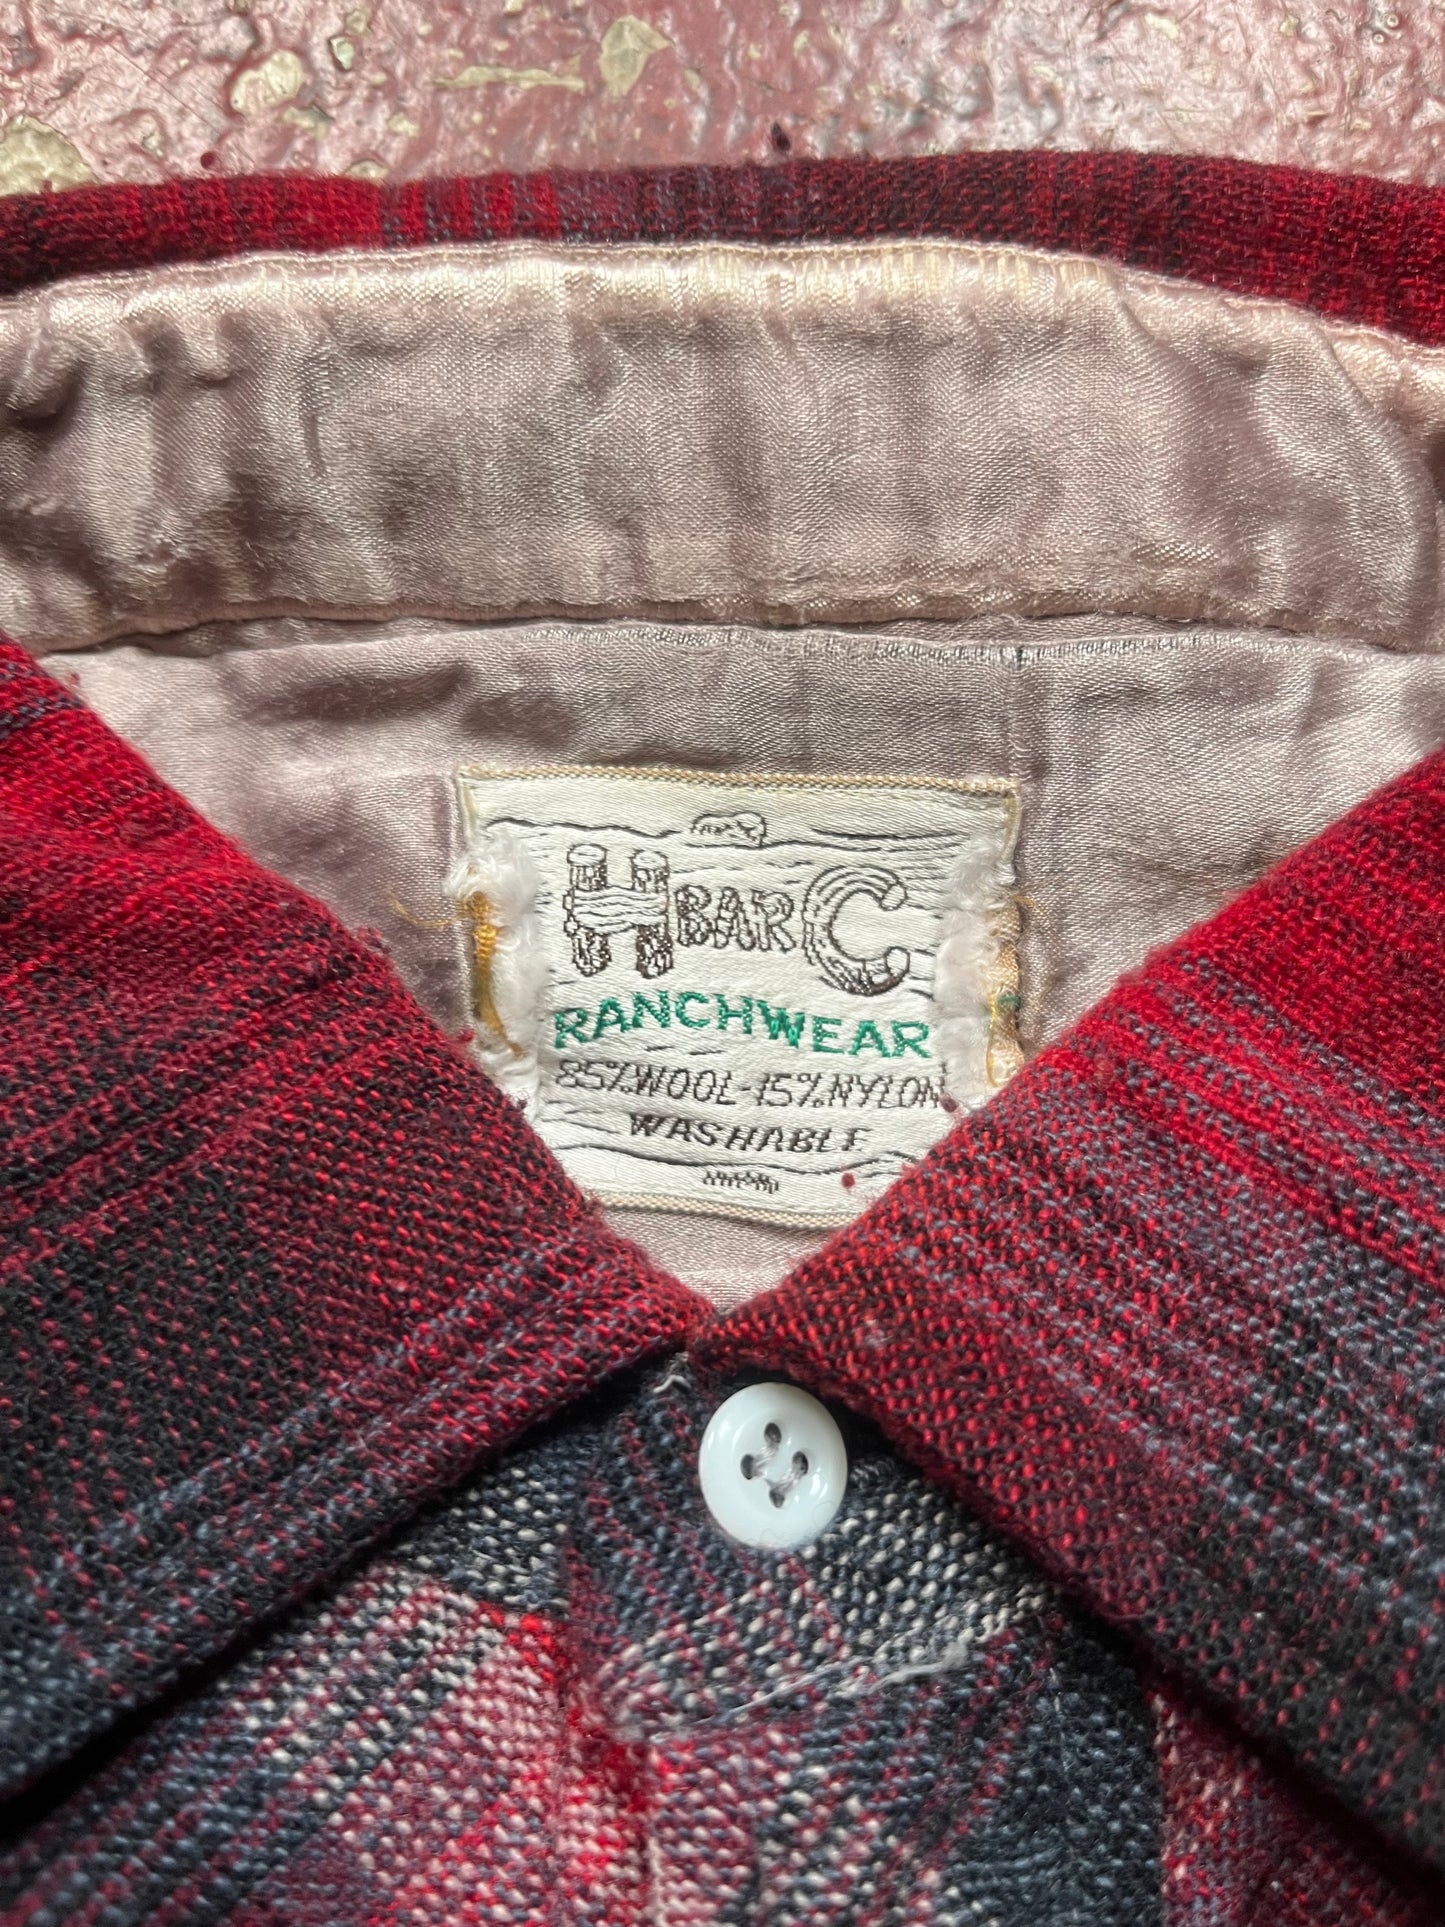 H BAR C
RANCHWEAR
85% WOOL - 15% NYLON
WASHABLE